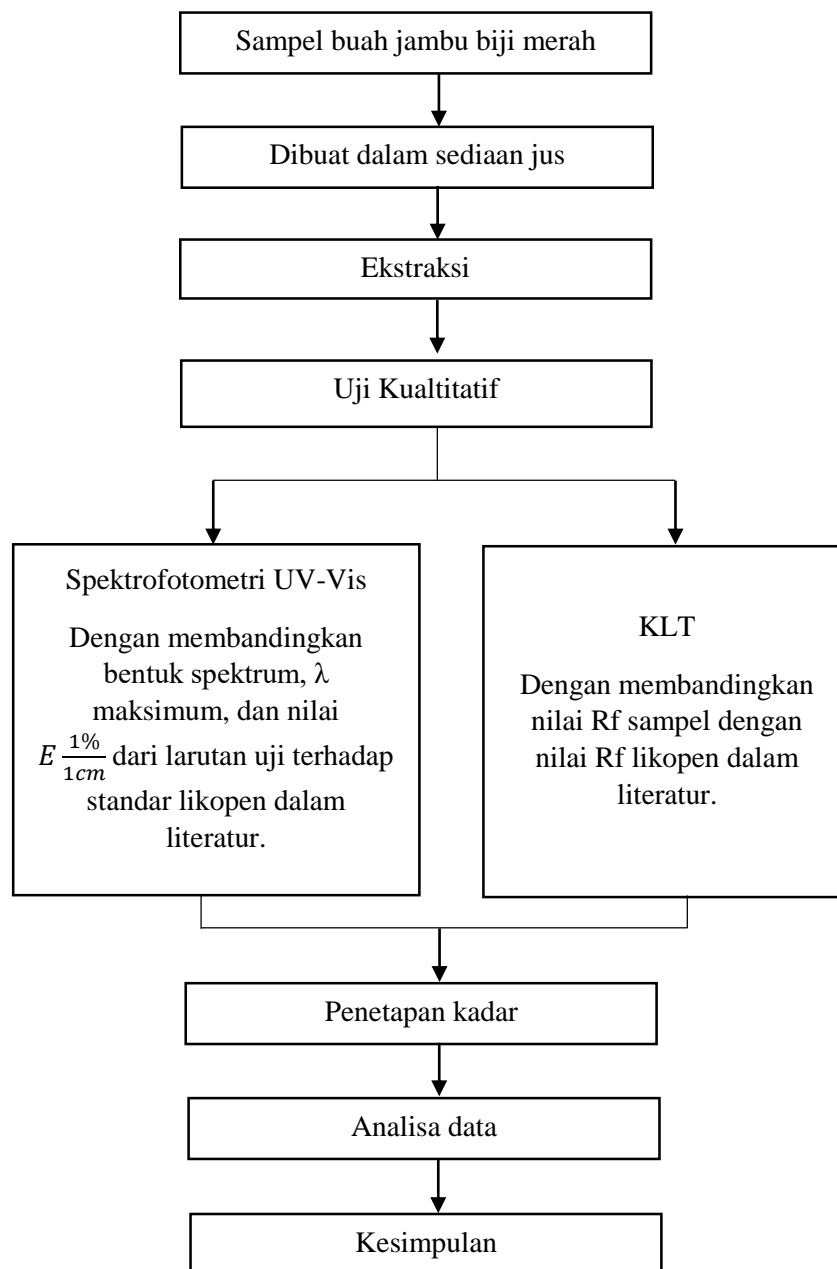 Sampel buah jambu biji merah
Dibuat dalam sediaan jus
Ekstraksi
Uji Kualtitatif
Spektrofotometri UV-Vis
Dengan membandingkan
bentuk spektrum, λ
maksimum, dan nilai
E 1%/1cm dari larutan uji terhadap
standar likopen dalam
literatur.
KLT
Dengan membandingkan
nilai Rf sampel dengan
nilai Rf likopen dalam
literatur.
Penetapan kadar
Analisa data
Kesimpulan